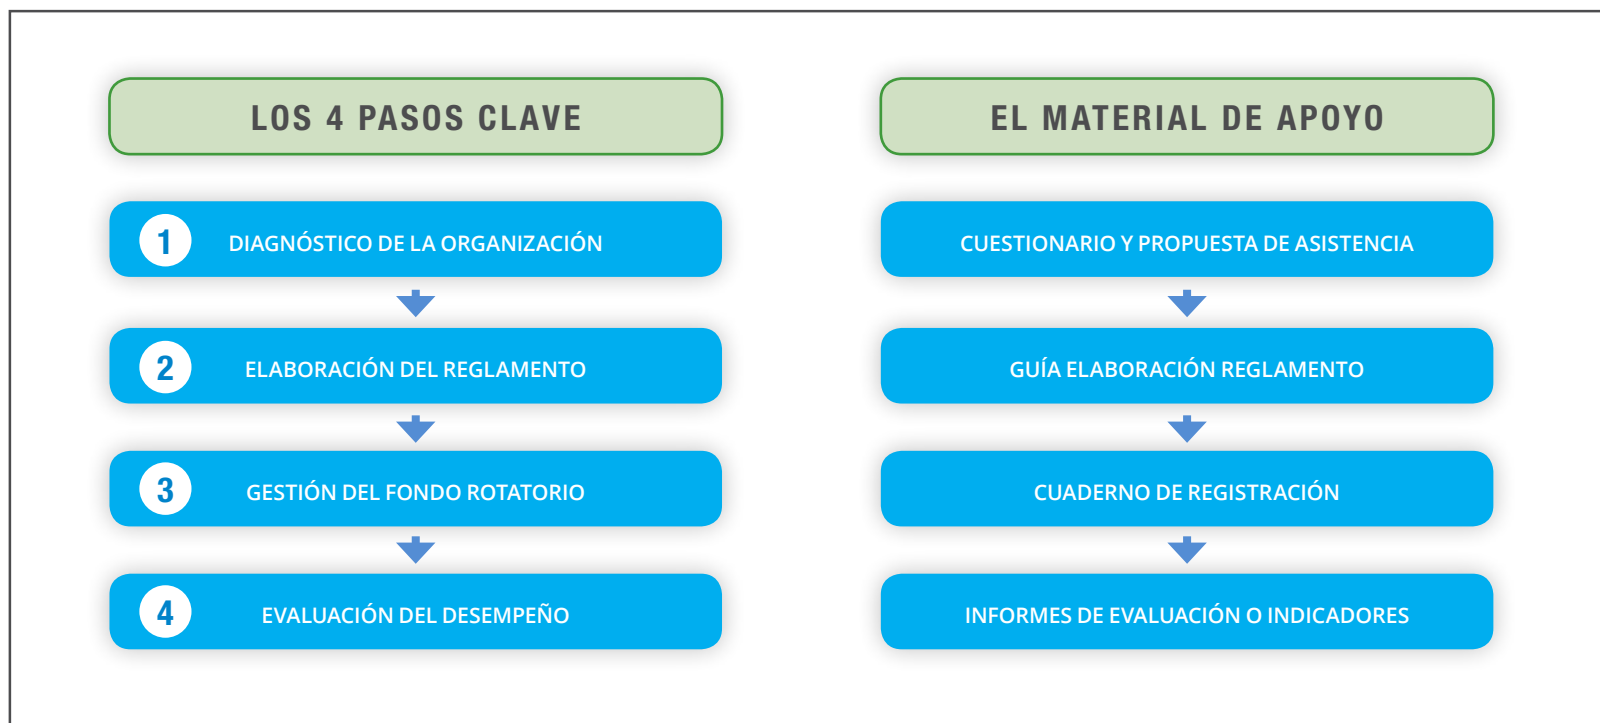 LOS 4 PASOS CLAVE
1 DIAGNÓSTICO DE LA ORGANIZACIÓN
2 ELABORACIÓN DEL REGLAMENTO
3 GESTIÓN DEL FONDO ROTATORIO
4 EVALUACIÓN DEL DESEMPEÑO
EL MATERIAL DE APOYO
CUESTIONARIO Y PROPUESTA DE ASISTENCIA
GUÍA ELABORACIÓN REGLAMENTO
CUADERNO DE REGISTRACIÓN
INFORMES DE EVALUACIÓN O INDICADORES